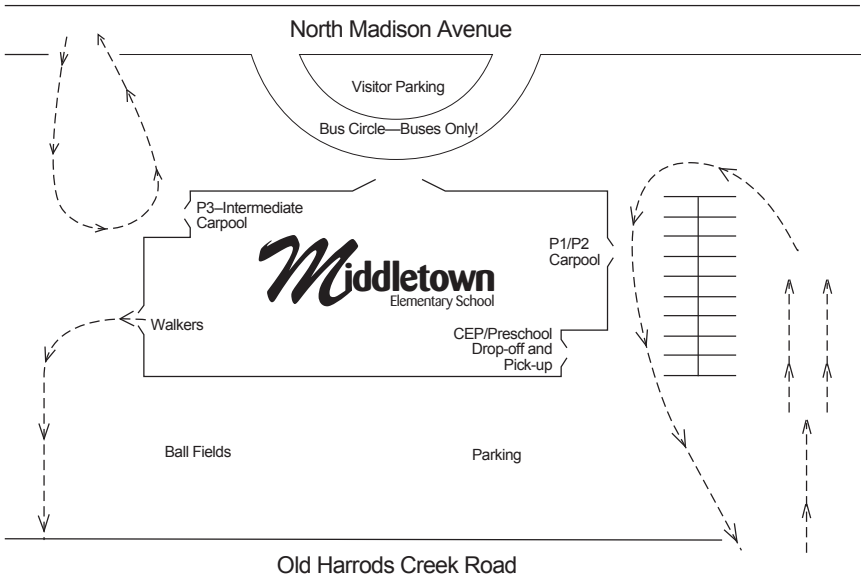 North Madison Avenue
Visitor Parking
Bus Circle—Buses Only!
P3–Intermediate
Carpool
Middletown
Elementary School
P1/P2
Carpool
Walkers
CEP/Preschool
Drop-off and
Pick-up
Ball Fields
Parking
Old Harrods Creek Road